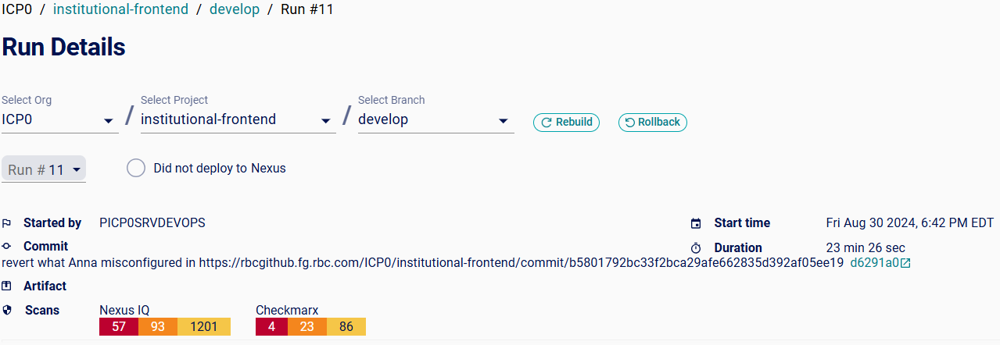 ICP0 / institutional-frontend / develop / Run #11
Run Details
Select Org
ICP0
/
Select Project
institutional-frontend
/
Select Branch
develop
Rebuild
Rollback
Run # 11
Did not deploy to Nexus
Started by PICP0SRVDEVOPS
Start time Fri Aug 30 2024, 6:42 PM EDT
Commit
Duration 23 min 26 sec
revert what Anna misconfigured in https://rbcgithub.fg.rbc.com/ICP0/institutional-frontend/commit/b5801792bc33f2bca29afe662835d392af05ee19 d6291a0
Artifact
Scans
Nexus IQ
57 93 1201
Checkmarx
4 23 86